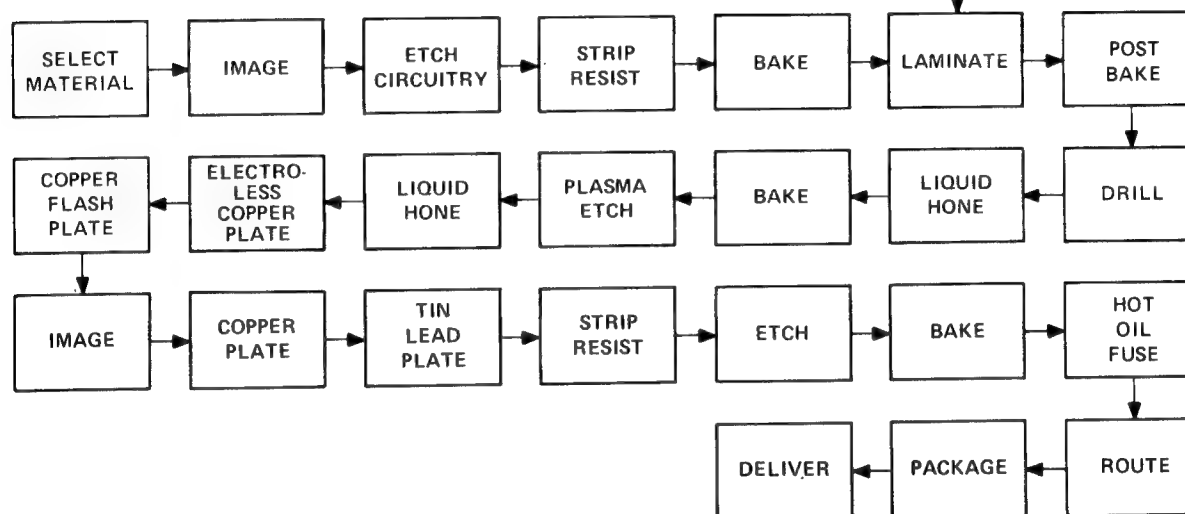 SELECT
MATERIAL
IMAGE
ETCH
CIRCUITRY
STRIP
RESIST
BAKE
LAMINATE
POST
BAKE
COPPER
FLASH
PLATE
ELECTRO-
LESS
COPPER
PLATE
LIQUID
HONE
PLASMA
ETCH
BAKE
LIQUID
HONE
DRILL
IMAGE
COPPER
PLATE
TIN
LEAD
PLATE
STRIP
RESIST
ETCH
BAKE
HOT
OIL
FUSE
DELIVER
PACKAGE
ROUTE